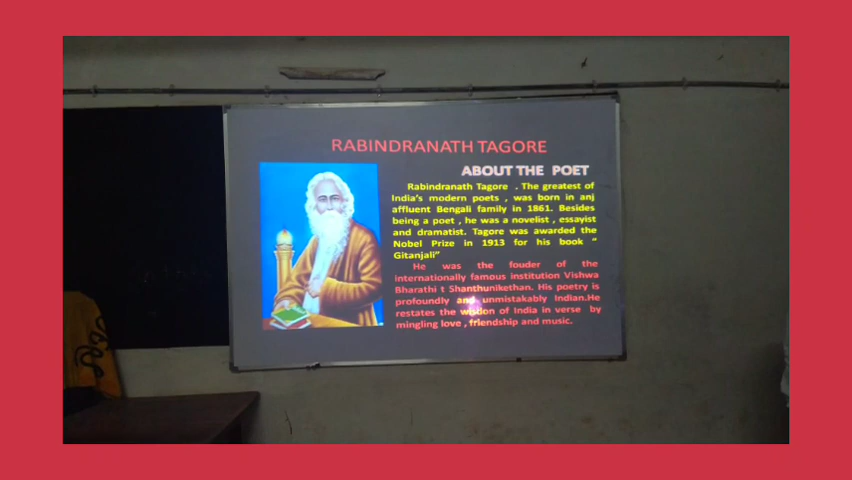 RABINDRANATH TAGORE
ABOUT THE POET
Rabindranath Tagore . The greatest of
India's modern poets , was born in anj
affluent Bengali family in 1861. Besides
being a poet , he was a novelist , essayist
and dramatist. Tagore was awarded the
Nobel Prize in 1913 for his book "
Gitanjali"
He was the fouder of the
internationally famous institution Vishwa
Bharathi t Shanthunikethan. His poetry is
profoundly and unmistakably Indian.He
restates the wisdon of India in verse by
mingling love , friendship and music.